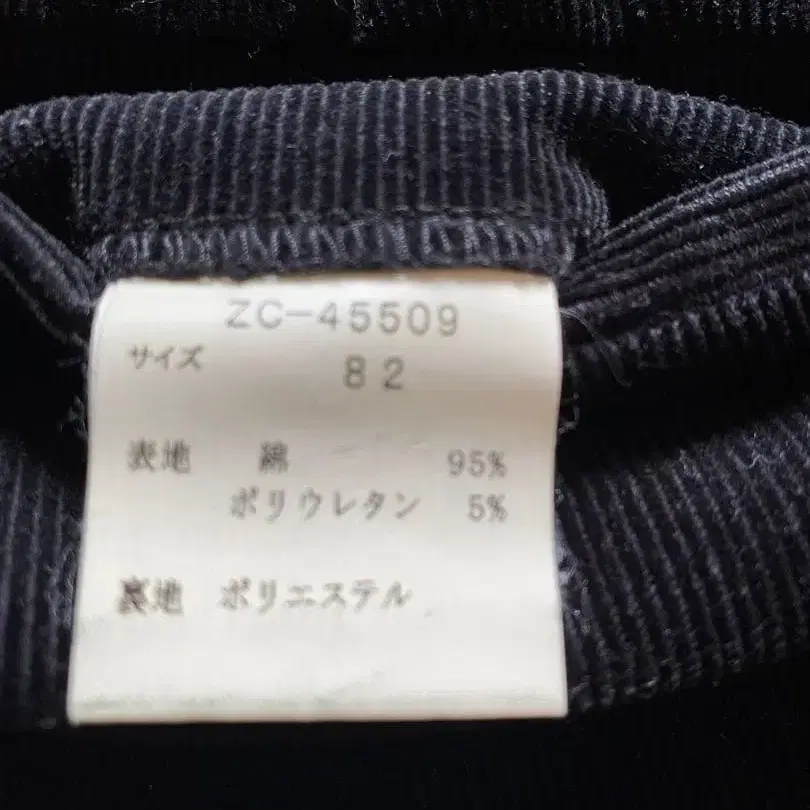 ZC-45509
サイズ 82
表地 綿 95%
ポリウレタン 5%
裏地 ポリエステル